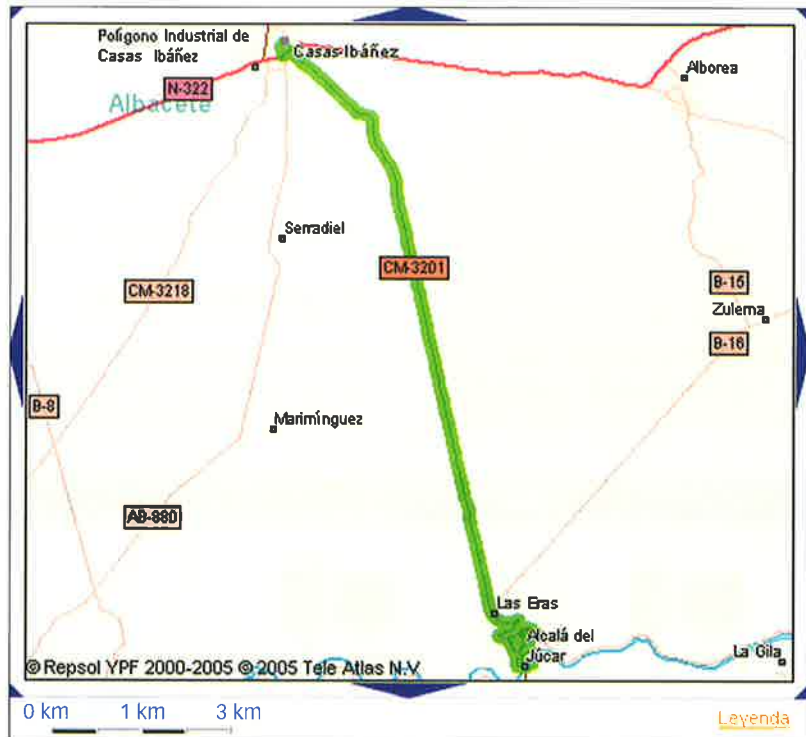 Polígono Industrial de
Casas Ibáñez
Casas-Ibáñez
Alborea
N-322
Albacete
Serradiel
CM-3201
CM-3218
B-15
Zulema
B-16
B-8
Marimínguez
AB-880
Las Eras
Alcalá del
Júcar
La Gila
© Repsol YPF 2000-2005 © 2005 Tele Atlas N.V.
0 km 1 km 3 km
Leyenda